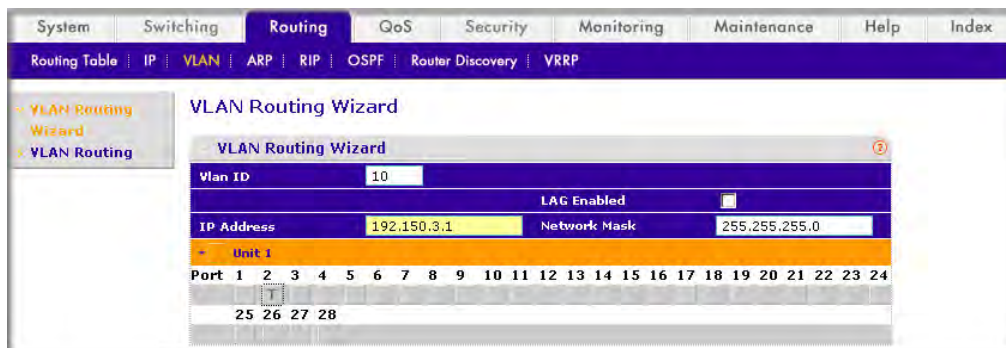 System Switching Routing QoS Security Monitoring Maintenance Help Index
Routing Table IP VLAN ARP RIP OSPF Router Discovery VRRP
VLAN Routing
Wizard
VLAN Routing
VLAN Routing Wizard
VLAN Routing Wizard ?
Vlan ID 10
LAG Enabled
IP Address 192.150.3.1 Network Mask 255.255.255.0
Unit 1
Port 1 2 3 4 5 6 7 8 9 10 11 12 13 14 15 16 17 18 19 20 21 22 23 24
T
25 26 27 28